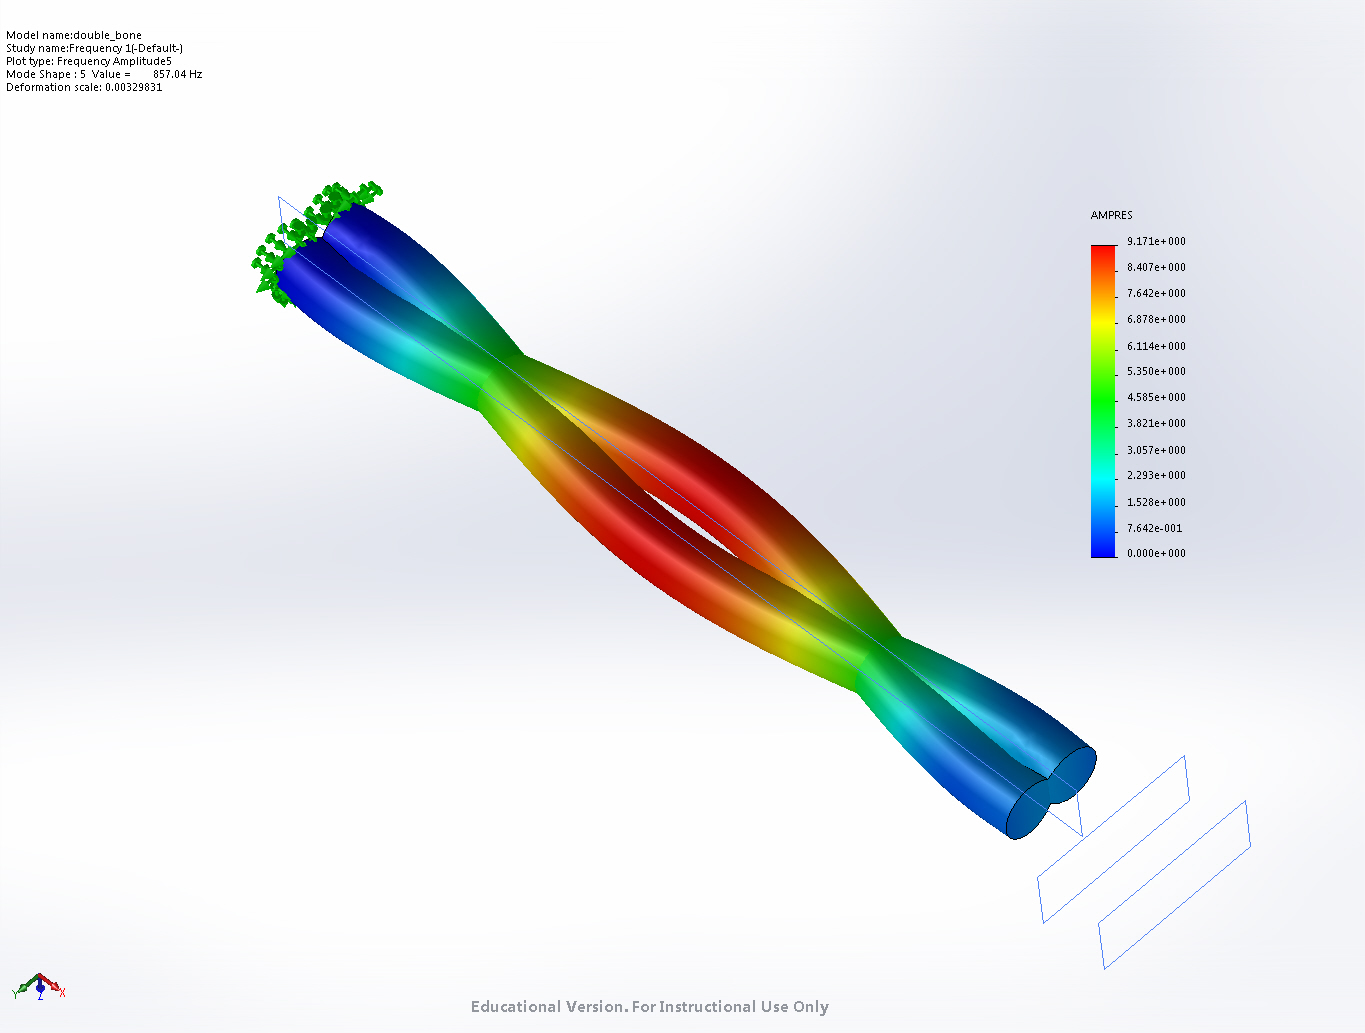 Model name:double_bone
Study name:Frequency 1(-Default-)
Plot type: Frequency Amplitude5
Mode Shape : 5 Value = 857.04 Hz
Deformation scale: 0.00329831
AMPRES
9.171e+000
8.407e+000
7.642e+000
6.878e+000
6.114e+000
5.350e+000
4.585e+000
3.821e+000
3.057e+000
2.293e+000
1.528e+000
7.642e-001
0.000e+000
Y
Z
X
Educational Version. For Instructional Use Only